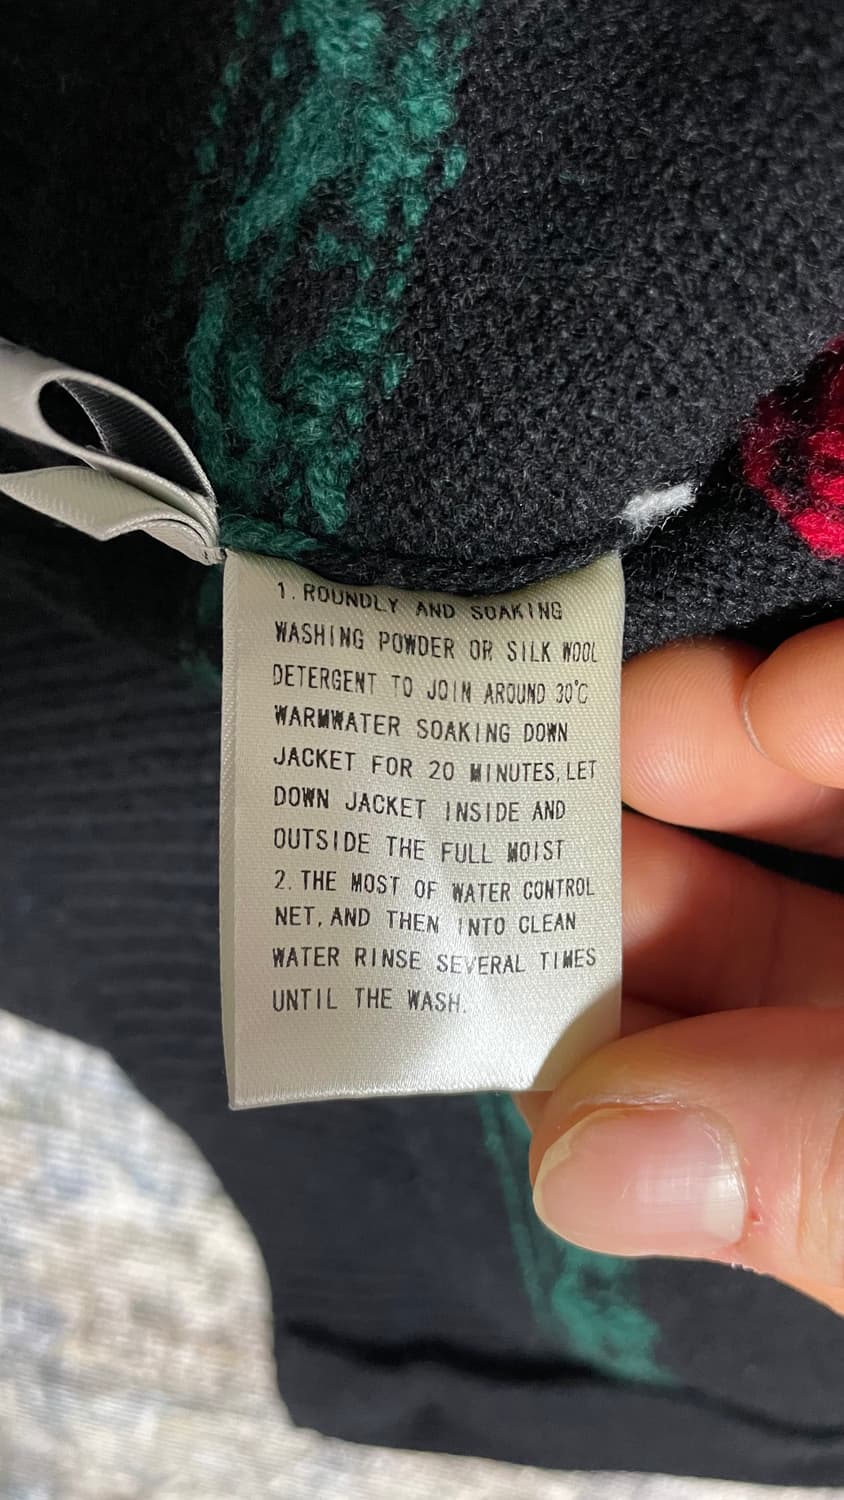 1. ROUNDLY AND SOAKING
WASHING POWDER OR SILK WOOL
DETERGENT TO JOIN AROUND 30°C
WARMWATER SOAKING DOWN
JACKET FOR 20 MINUTES, LET
DOWN JACKET INSIDE AND
OUTSIDE THE FULL MOIST
2. THE MOST OF WATER CONTROL
NET, AND THEN INTO CLEAN
WATER RINSE SEVERAL TIMES
UNTIL THE WASH.